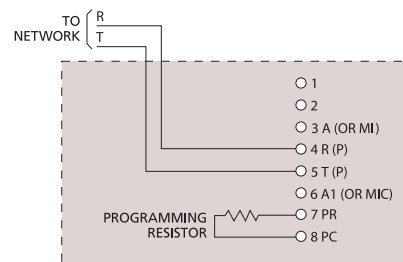 TO
NETWORK
R
T
1
2
3 A (OR MI)
4 R (P)
5 T (P)
6 A1 (OR MIC)
7 PR
8 PC
PROGRAMMING
RESISTOR